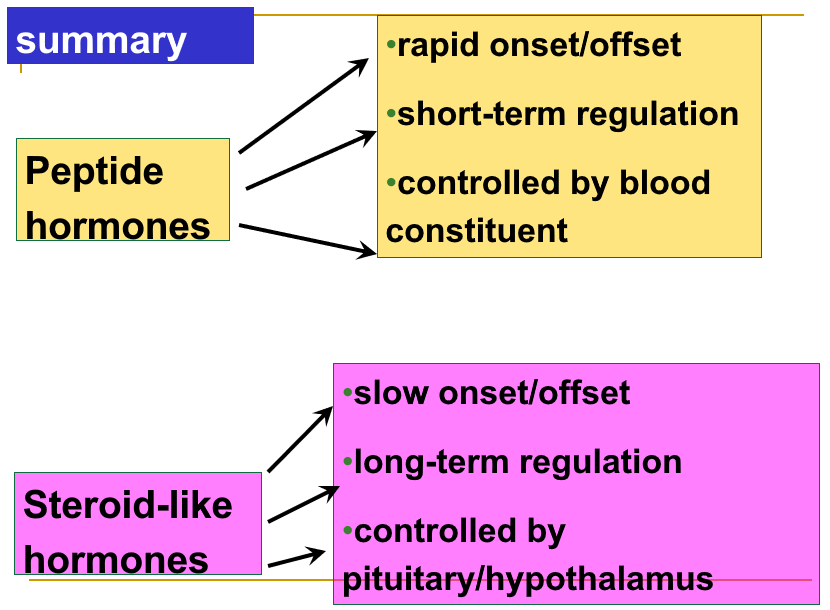 summary
•rapid onset/offset
•short-term regulation
•controlled by blood
constituent
Peptide
hormones
•slow onset/offset
•long-term regulation
•controlled by
pituitary/hypothalamus
Steroid-like
hormones